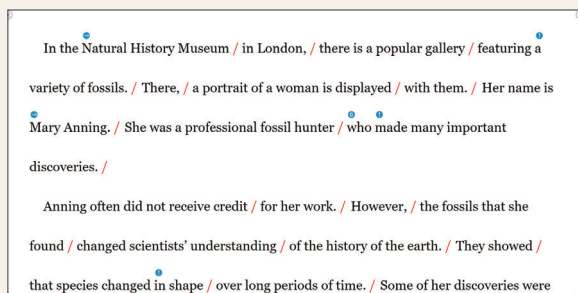 In the Natural History Museum / in London, / there is a popular gallery / featuring a
variety of fossils. / There, / a portrait of a woman is displayed / with them. / Her name is
Mary Anning. / She was a professional fossil hunter / who made many important
discoveries. /
Anning often did not receive credit / for her work. / However, / the fossils that she
found / changed scientists' understanding / of the history of the earth. / They showed /
that species changed in shape / over long periods of time. / Some of her discoveries were